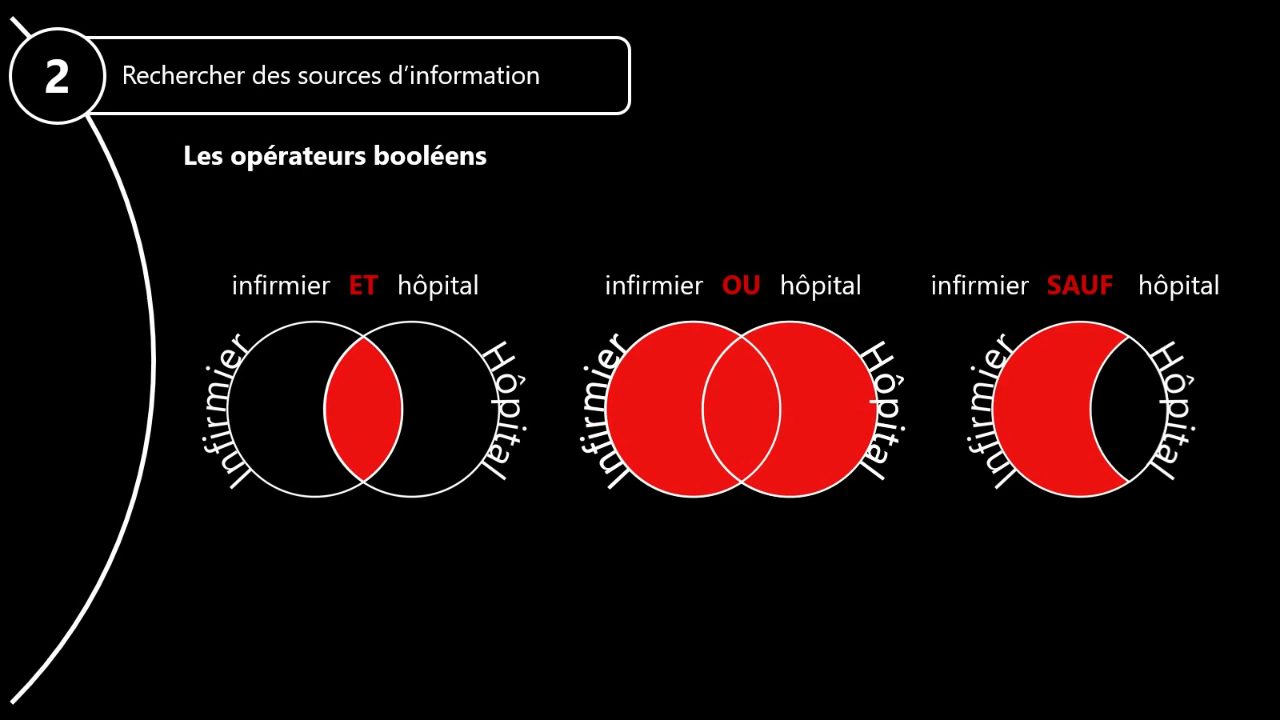 2
Rechercher des sources d’information
Les opérateurs booléens
infirmier ET hôpital
infirmier OU hôpital
infirmier SAUF hôpital
Infirmier
Hôpital
Infirmier
Hôpital
Infirmier
Hôpital